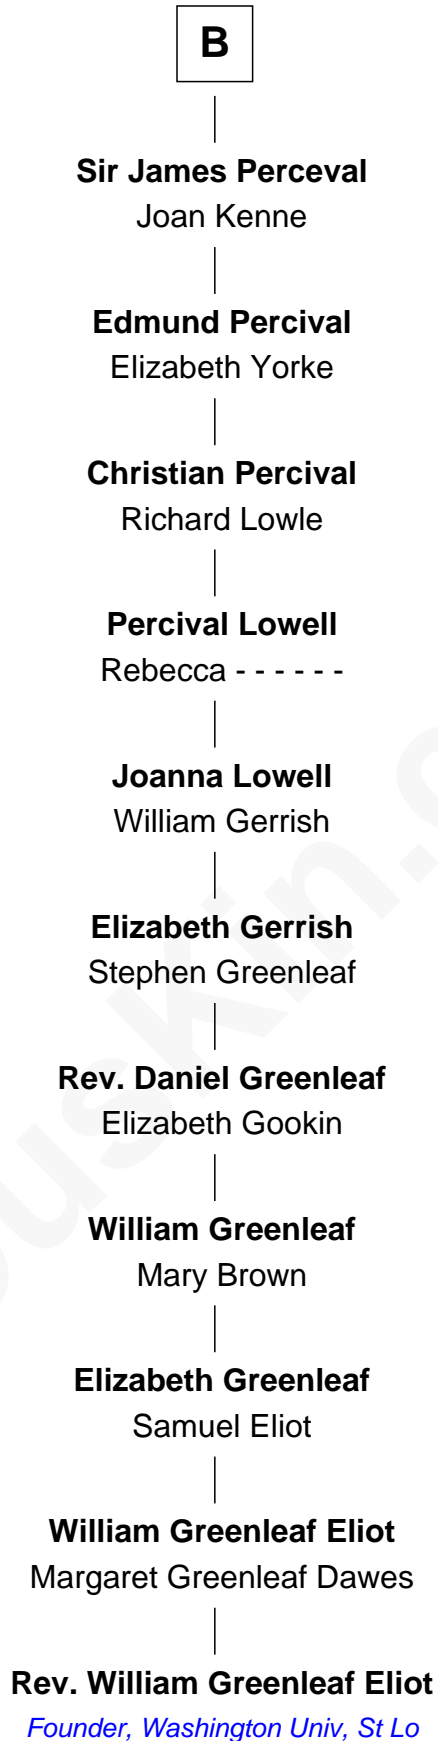 B
Sir James Perceval
Joan Kenne
Edmund Percival
Elizabeth Yorke
Christian Percival
Richard Lowle
Percival Lowell
Rebecca - - - - - -
Joanna Lowell
William Gerrish
Elizabeth Gerrish
Stephen Greenleaf
Rev. Daniel Greenleaf
Elizabeth Gookin
William Greenleaf
Mary Brown
Elizabeth Greenleaf
Samuel Eliot
William Greenleaf Eliot
Margaret Greenleaf Dawes
Rev. William Greenleaf Eliot
Founder, Washington Univ, St Lo